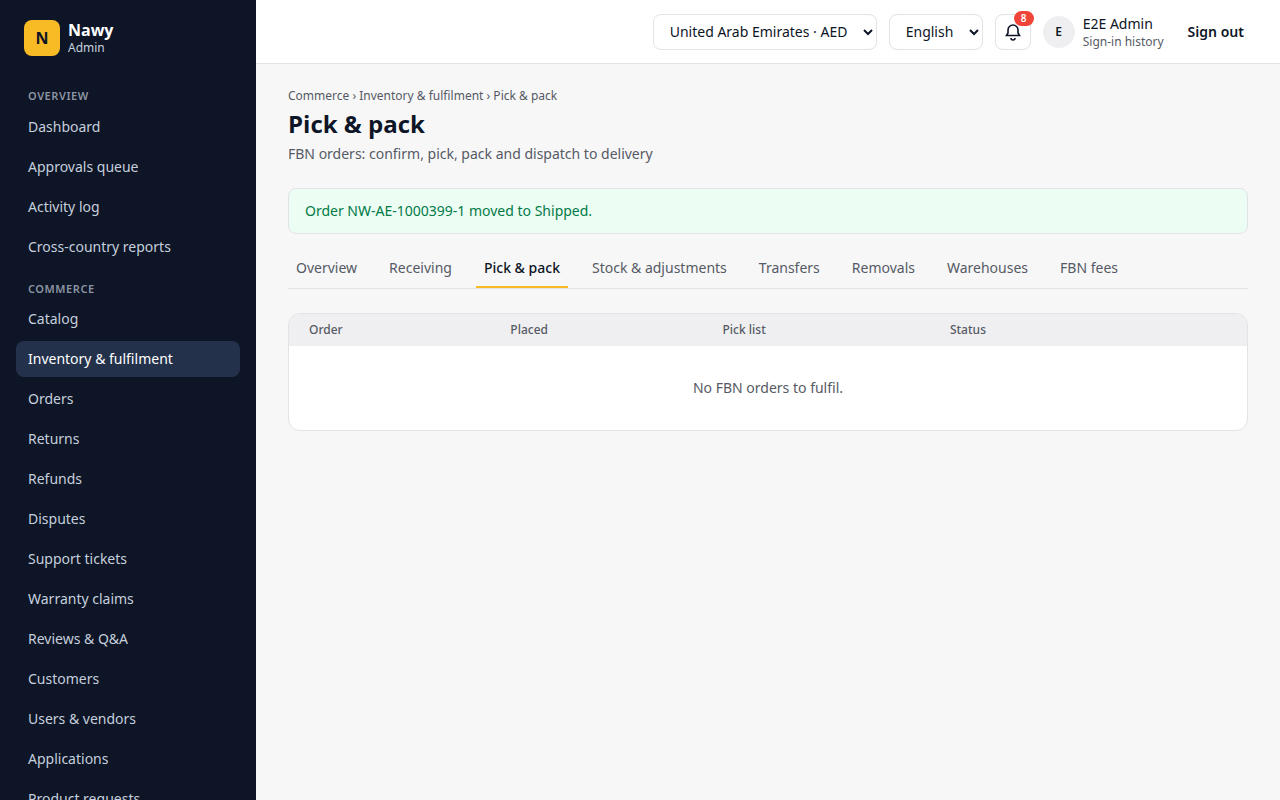 N
Nawy
Admin
United Arab Emirates · AED
English
8
E
E2E Admin
Sign-in history
Sign out
OVERVIEW
Dashboard
Approvals queue
Activity log
Cross-country reports
COMMERCE
Catalog
Inventory & fulfilment
Orders
Returns
Refunds
Disputes
Support tickets
Warranty claims
Reviews & Q&A
Customers
Users & vendors
Applications
Product requests
Commerce › Inventory & fulfilment › Pick & pack
Pick & pack
FBN orders: confirm, pick, pack and dispatch to delivery
Order NW-AE-1000399-1 moved to Shipped.
Overview Receiving Pick & pack Stock & adjustments Transfers Removals Warehouses FBN fees
Order Placed Pick list Status
No FBN orders to fulfil.